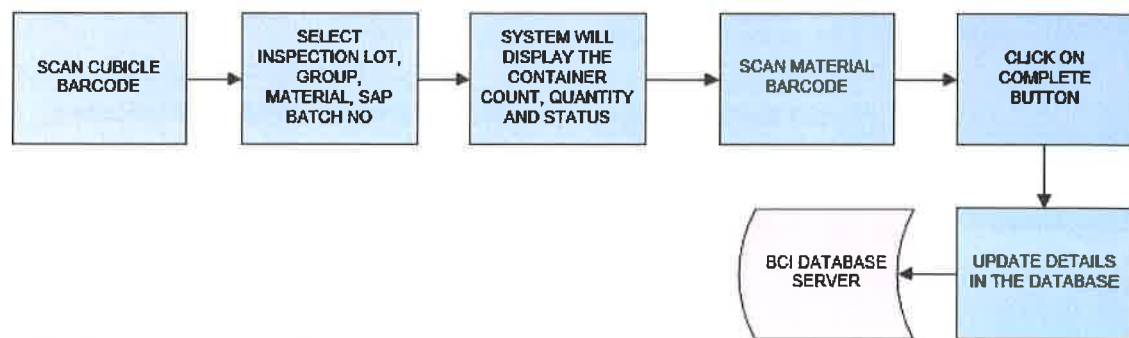 SCAN CUBICLE
BARCODE
SELECT
INSPECTION LOT,
GROUP,
MATERIAL, SAP
BATCH NO
SYSTEM WILL
DISPLAY THE
CONTAINER
COUNT, QUANTITY
AND STATUS
SCAN MATERIAL
BARCODE
CLICK ON
COMPLETE
BUTTON
UPDATE DETAILS
IN THE DATABASE
BCI DATABASE
SERVER